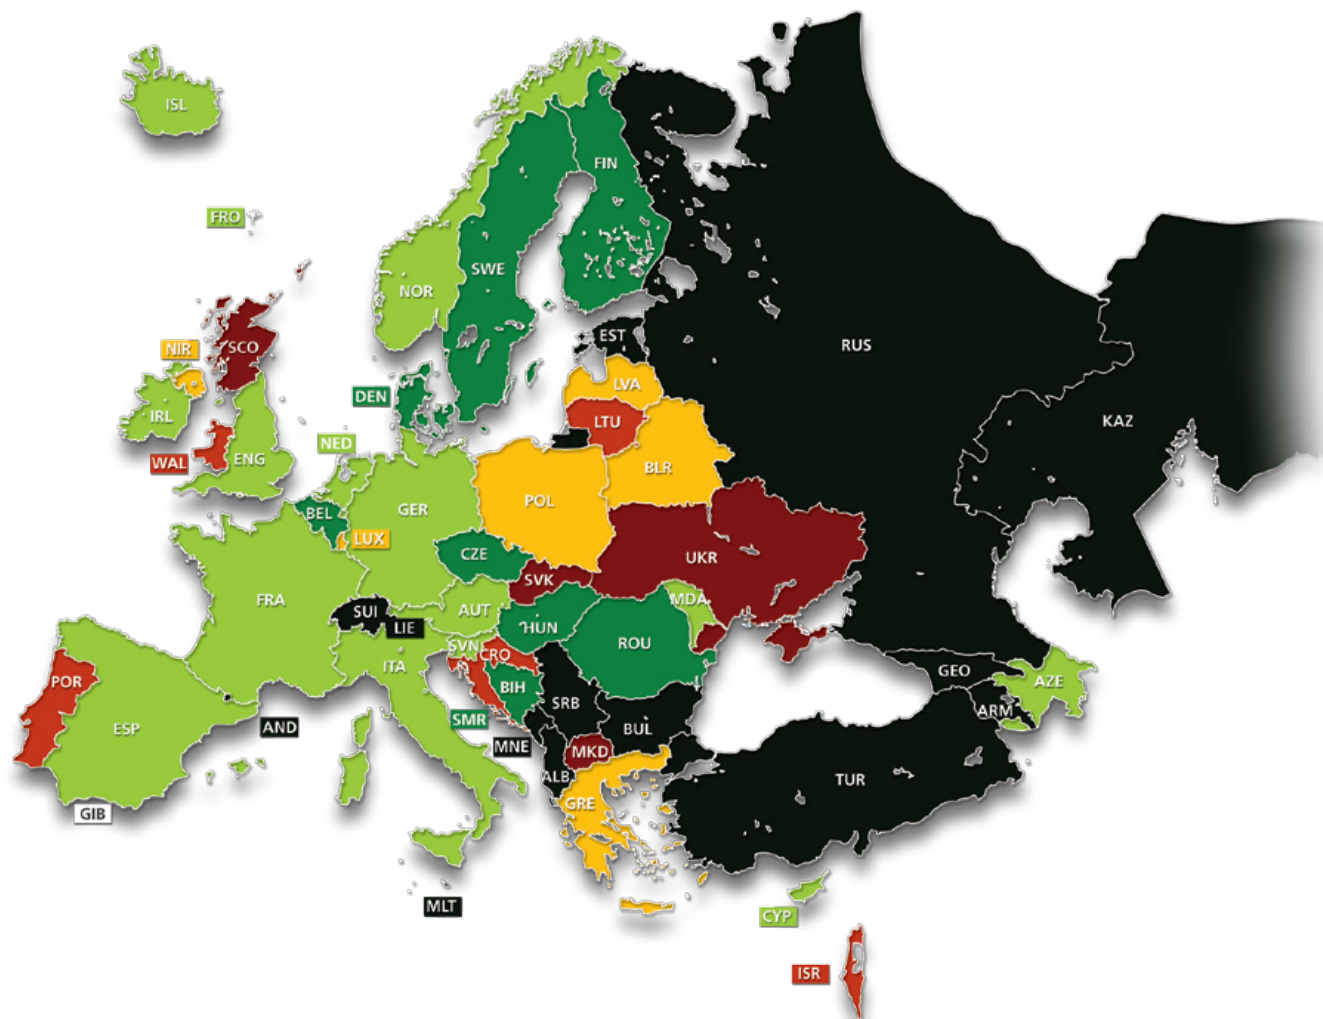 ISL
FIN
FRO
SWE
NOR
EST
SCO
RUS
NIR
LVA
DEN
IRL
LTU
KAZ
NED
WAL
ENG
BLR
POL
GER
BEL
LUX
CZE
UKR
SVK
FRA
MDA
SUI
AUT
LIE
HUN
ROU
SVN
CRO
ITA
GEO
POR
AZE
BIH
SRB
ARM
SMR
ESP
AND
BUL
MNE
MKD
ALB
TUR
GRE
GIB
MLT
CYP
ISR